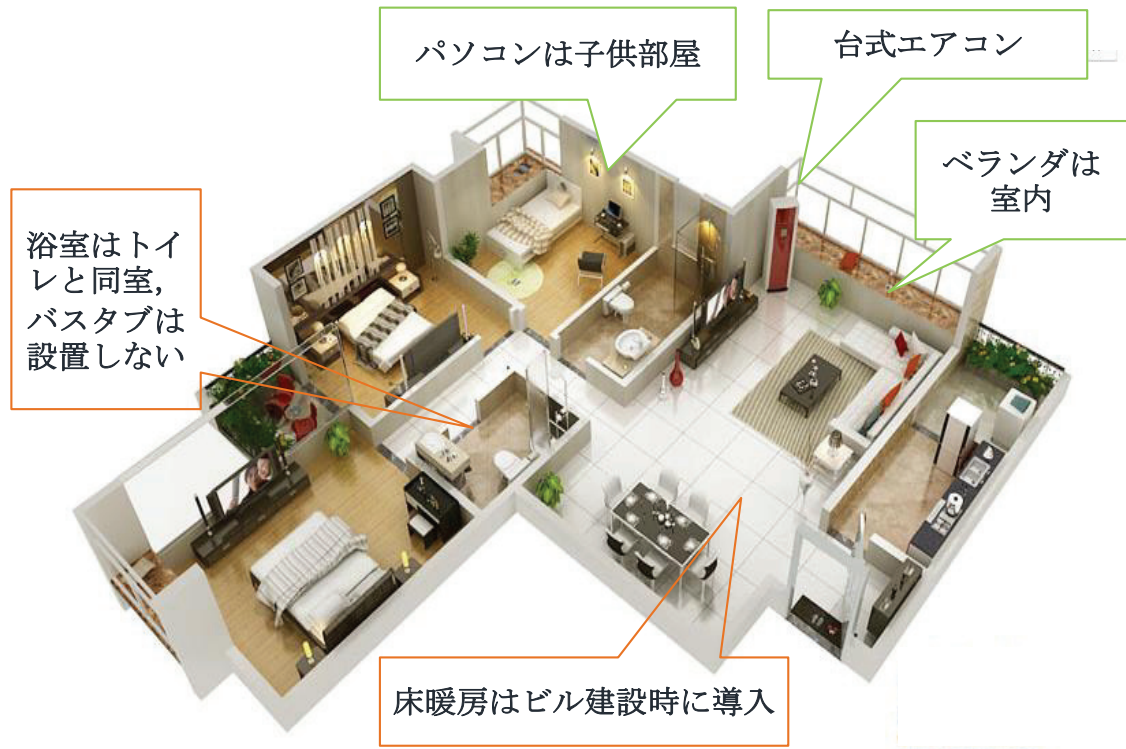 パソコンは子供部屋
台式エアコン
ベランダは
室内
浴室はトイ
レと同室,
バスタブは
設置しない
床暖房はビル建設時に導入